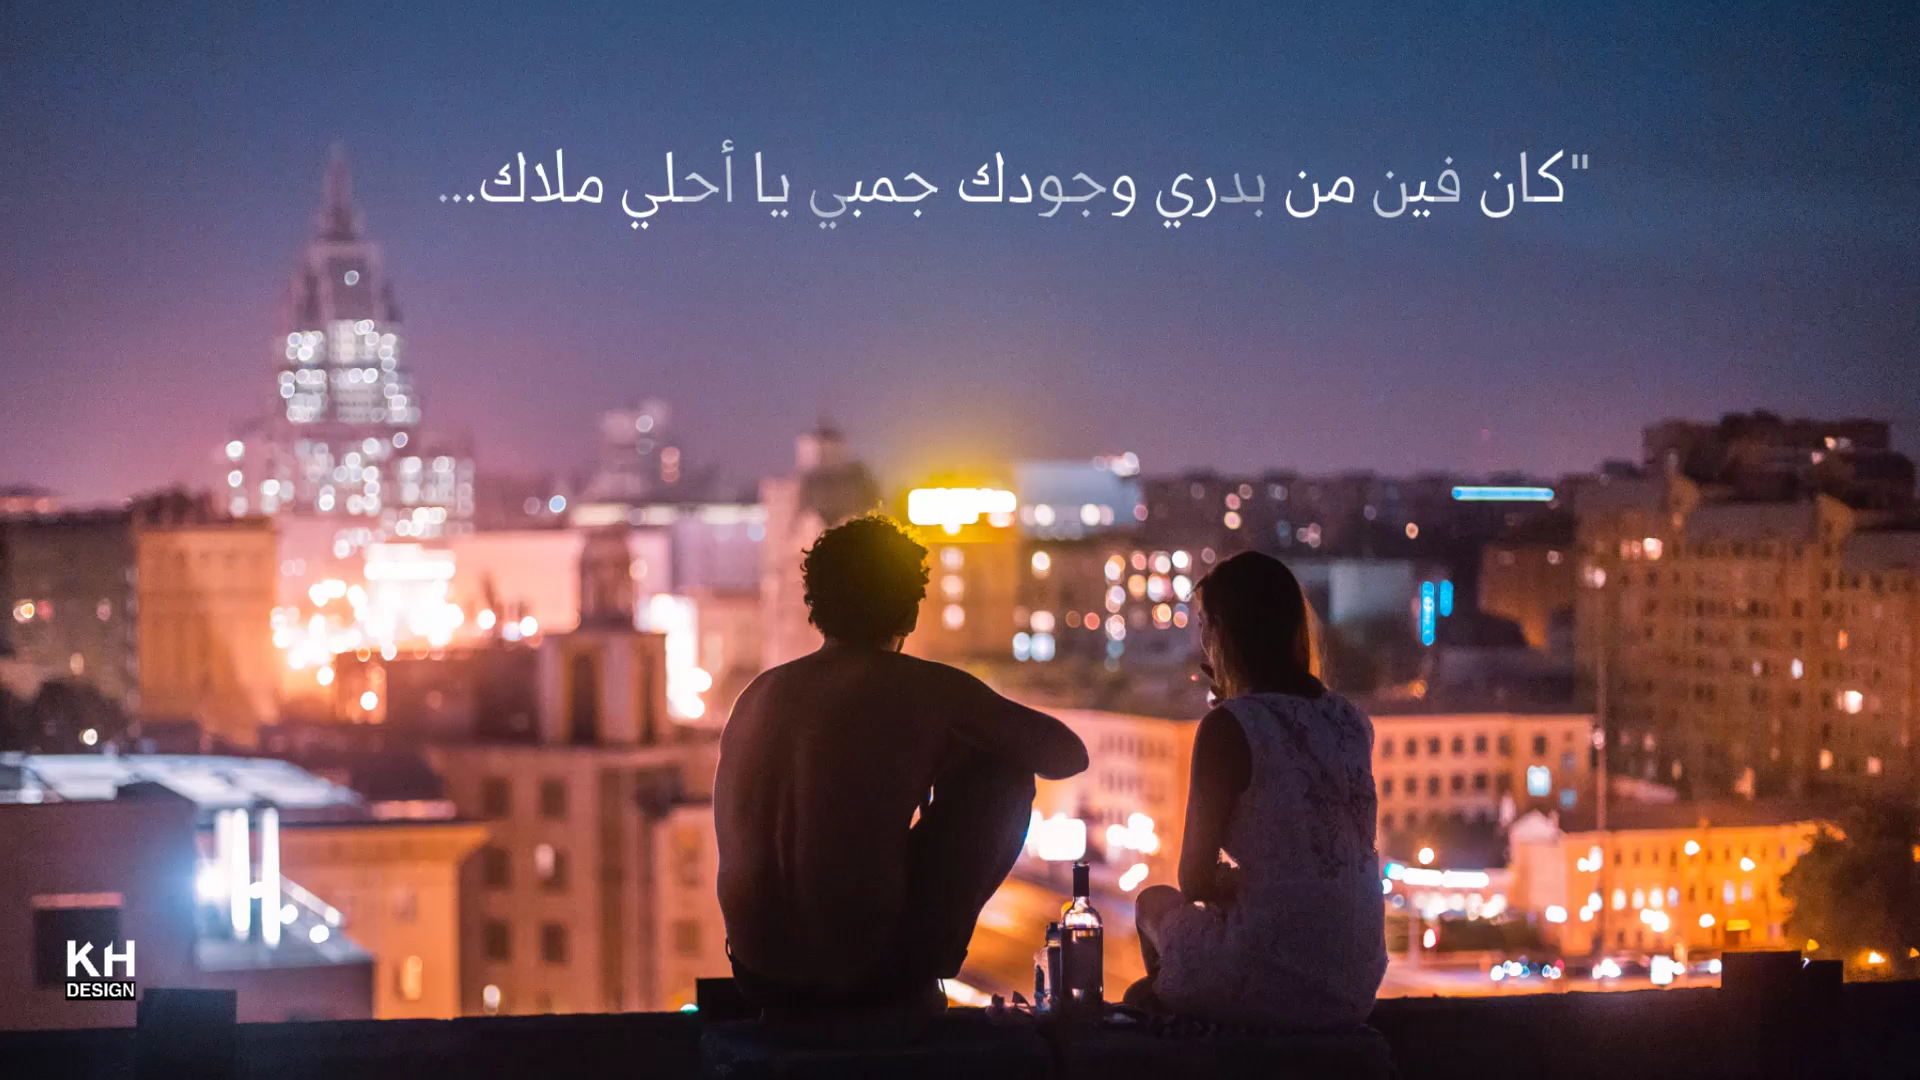 "كان فين من بدري وجودك جمبي يا أحلي ملاك...
KH
DESIGN